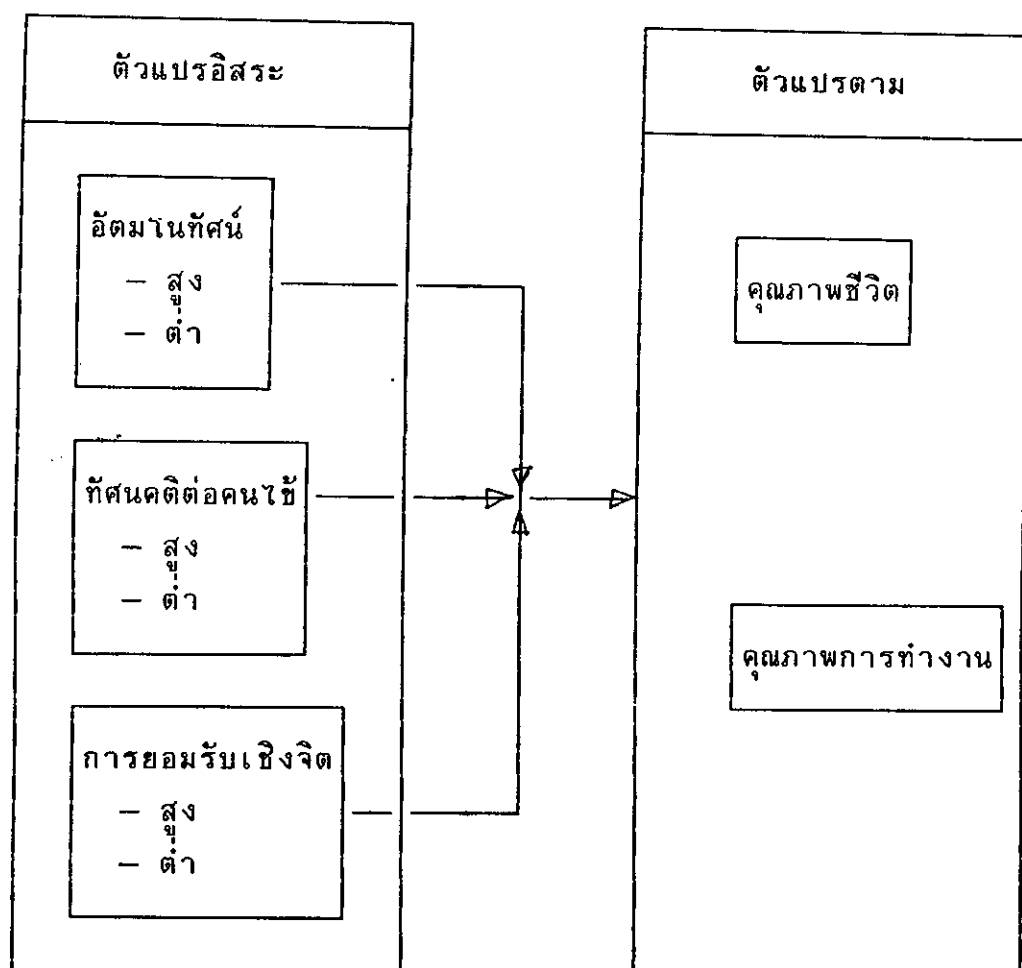 ตัวแปรอิสระ
อัตมโนทัศน์
- สูง
- ต่ำ
ทัศนคติต่อคนไข้
- สูง
- ต่ำ
การยอมรับเชิงจิต
- สูง
- ต่ำ
ตัวแปรตาม
คุณภาพชีวิต
คุณภาพการทำงาน